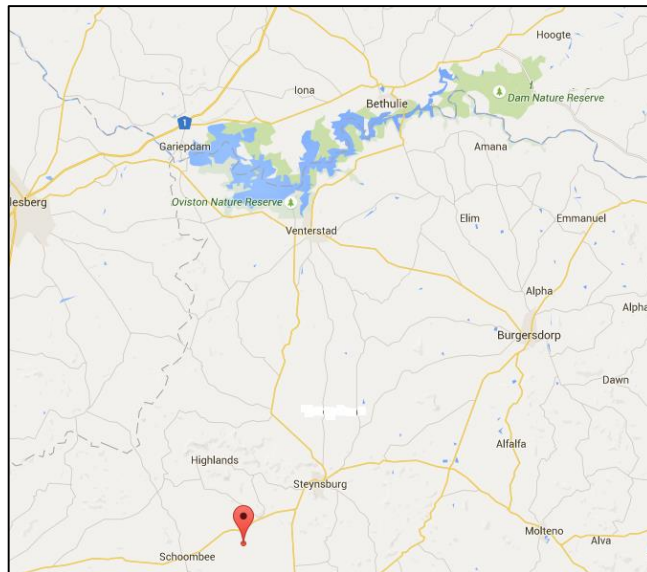 Hoogte
Iona
Dam Nature Reserve
Bethulie
1
Gariepdam
Amana
lesberg
Oviston Nature Reserve
Elim
Emmanuel
Venterstad
Alpha
Alpha
Burgersdorp
Dawn
Alfalfa
Highlands
Steynsburg
Molteno
Alva
Schoombee